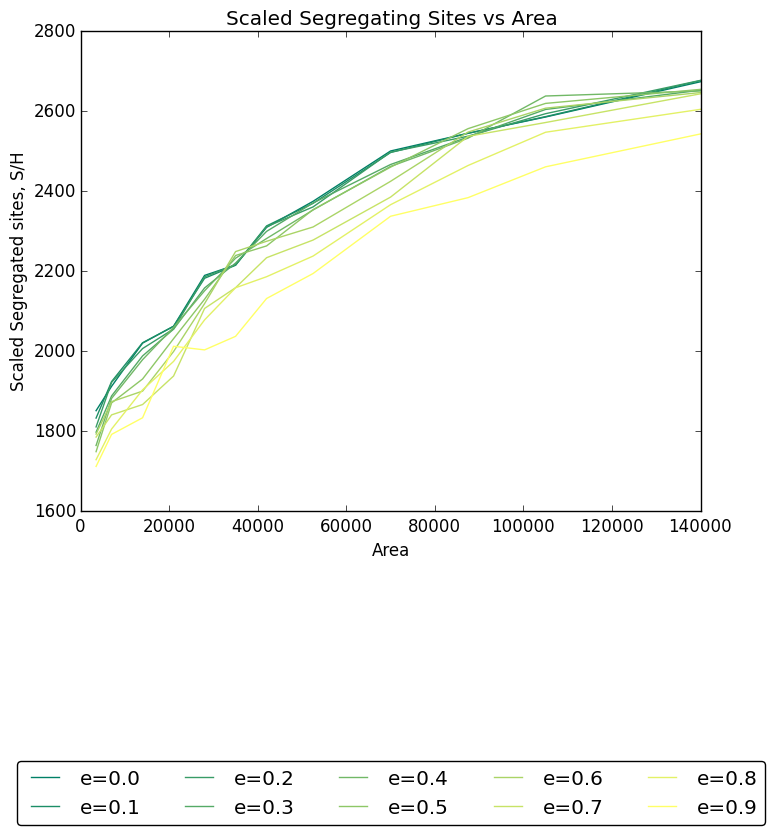 Scaled Segregating Sites vs Area
Scaled Segregated sites, S/H
2800
2600
2400
2200
2000
1800
1600
0 20000 40000 60000 80000 100000 120000 140000
Area
e=0.0 e=0.2 e=0.4 e=0.6 e=0.8
e=0.1 e=0.3 e=0.5 e=0.7 e=0.9